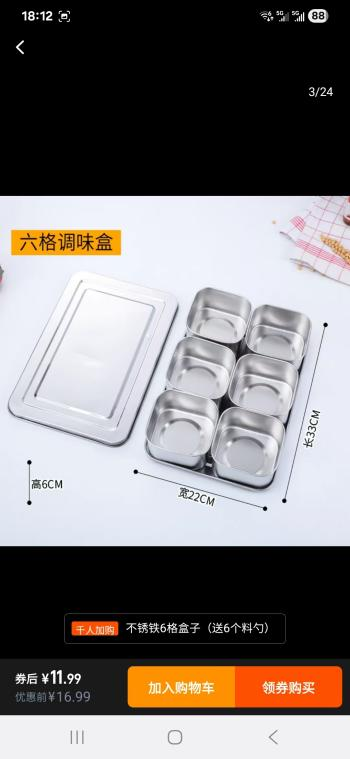 18:12
5G 5G 88
3/24
六格调味盒
长33CM
高6CM
宽22CM
千人加购 不锈铁6格盒子（送6个料勺）
券后 ¥11.99
优惠前¥16.99
加入购物车
领券购买